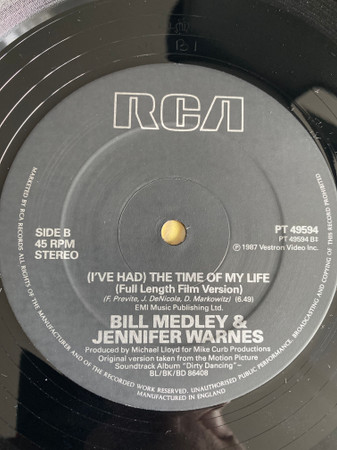 RCA
SIDE B
45 RPM
STEREO
PT 49594
PT 49594 B‡
℗ 1987 Vestron Video Inc.
(I'VE HAD) THE TIME OF MY LIFE
(Full Length Film Version)
(F. Previte, J. DeNicola, D. Markowitz) (6.49)
EMI Music Publishing Ltd.
BILL MEDLEY &
JENNIFER WARNES
Produced by Michael Lloyd for Mike Curb Productions
Original version taken from the Motion Picture
Soundtrack Album "Dirty Dancing" ~
BL/BK/BD 86408
MARKETED BY RCA RECORDS ALL RIGHTS OF THE MANUFACTURER AND OF THE RECORDED WORK RESERVED. UNAUTHORISED PUBLIC PERFORMANCE, BROADCASTING AND COPYING OF THIS RECORD PROHIBITED
MANUFACTURED IN ENGLAND